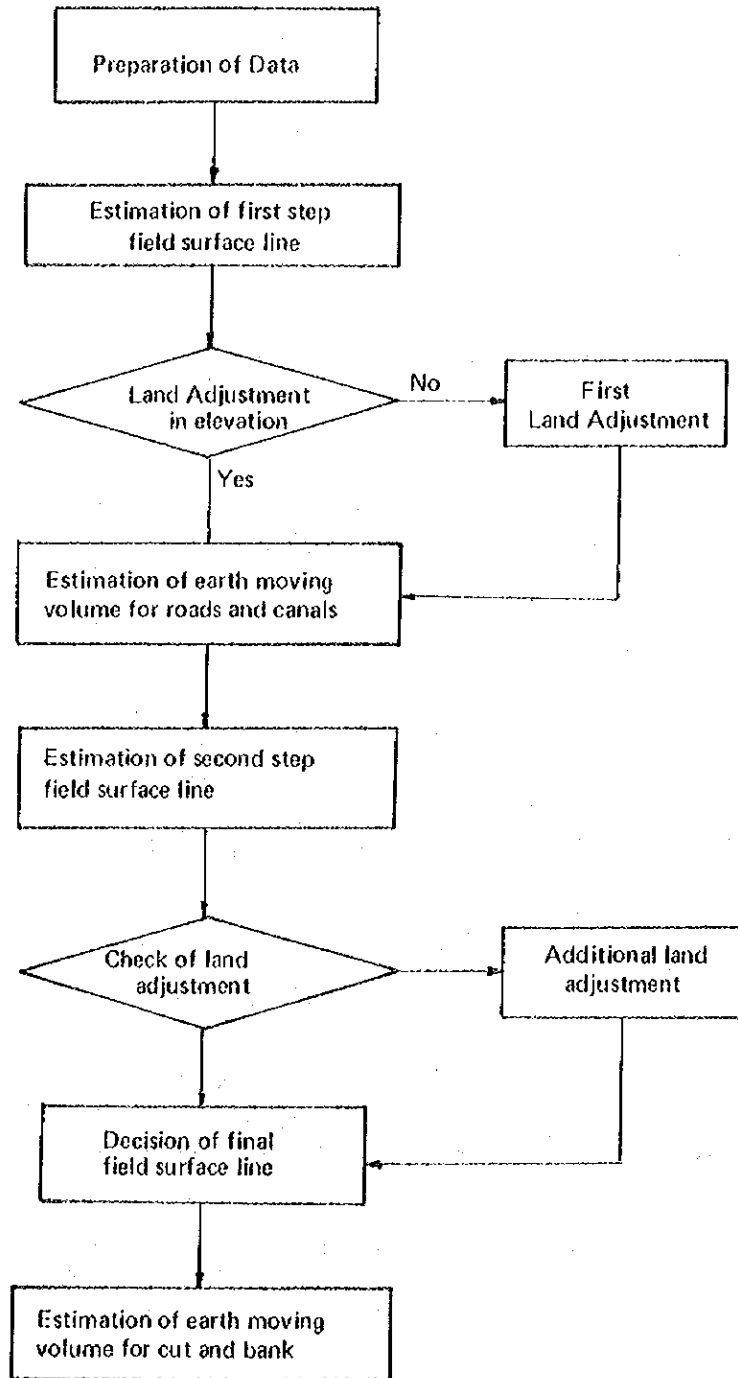 Preparation of Data
Estimation of first step
field surface line
Land Adjustment
in elevation
No
First
Land Adjustment
Yes
Estimation of earth moving
volume for roads and canals
Estimation of second step
field surface line
Check of land
adjustment
Additional land
adjustment
Decision of final
field surface line
Estimation of earth moving
volume for cut and bank